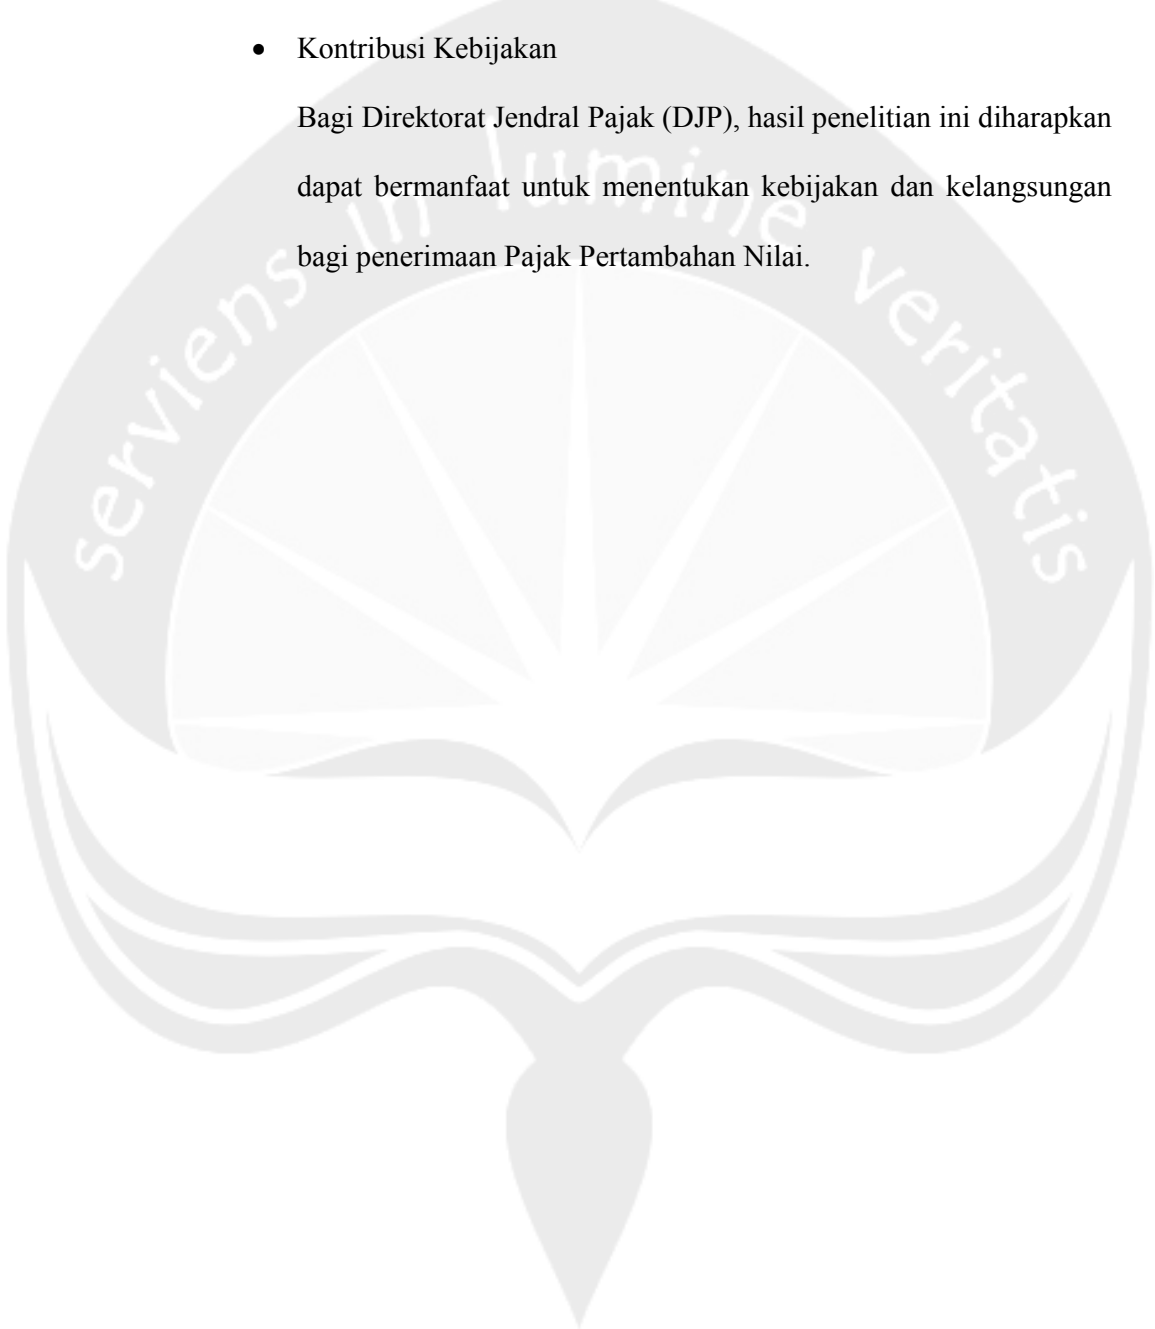 • Kontribusi Kebijakan
Bagi Direktorat Jendral Pajak (DJP), hasil penelitian ini diharapkan
dapat bermanfaat untuk menentukan kebijakan dan kelangsungan
bagi penerimaan Pajak Pertambahan Nilai.
serviens in lumine veritatis